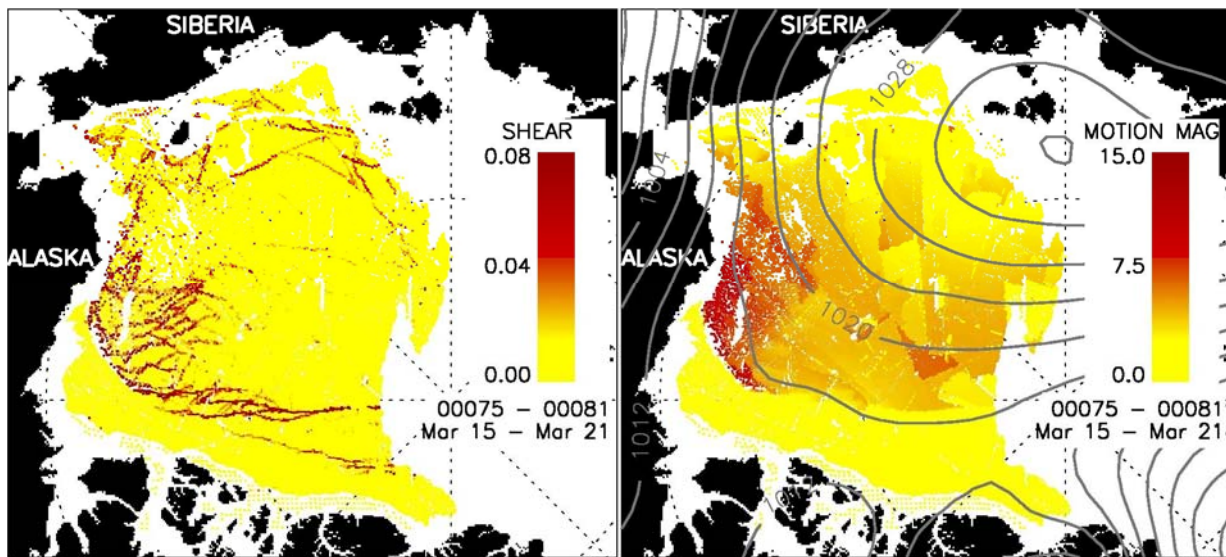 SIBERIA
SHEAR
0.08
ALASKA
0.04
0.00
00075 – 00081
Mar 15 – Mar 21
SIBERIA
1028
MOTION MAG
15.0
1004
ALASKA
7.5
1020
0.0
00075 – 00081
Mar 15 – Mar 21
1012